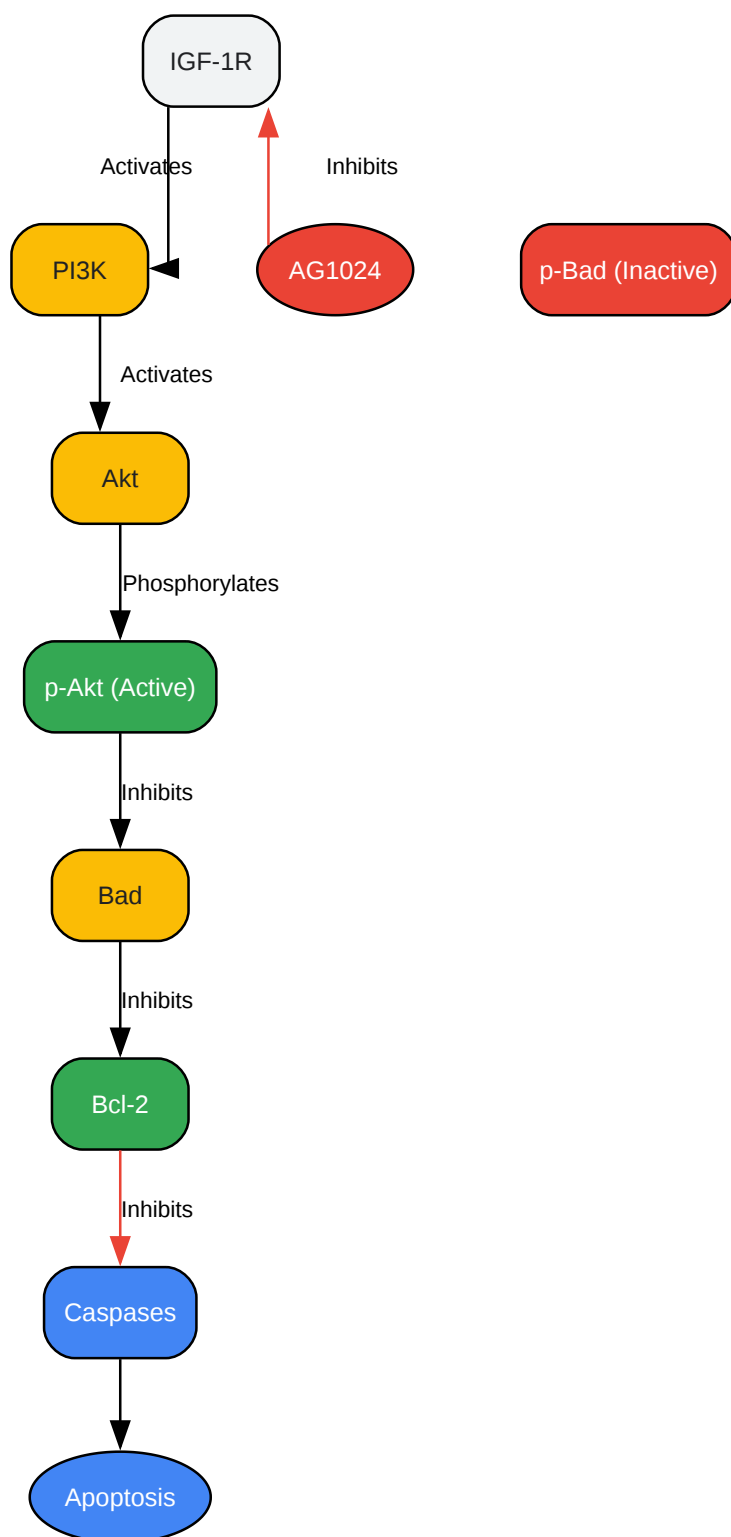 IGF-1R
Activates
Inhibits
PI3K
AG1024
p-Bad (Inactive)
Activates
Akt
Phosphorylates
p-Akt (Active)
Inhibits
Bad
Inhibits
Bcl-2
Inhibits
Caspases
Apoptosis